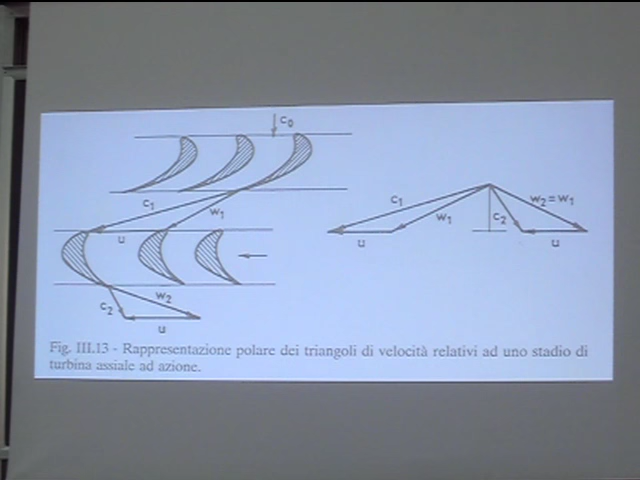 c0
c1
w1
u
w2
c2
u
c1
w1
c2
w2=w1
u
u
Fig. III.13 - Rappresentazione polare dei triangoli di velocità relativi ad uno stadio di
turbina assiale ad azione.